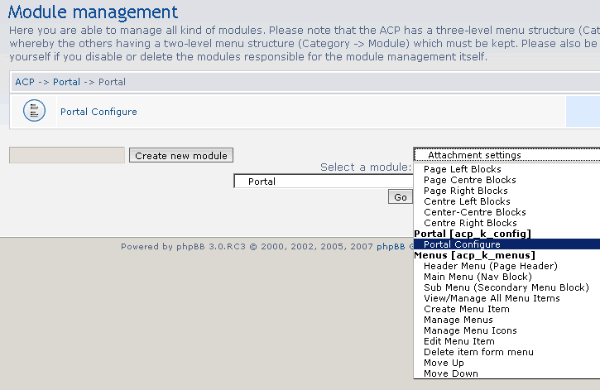 Module management
Here you are able to manage all kind of modules. Please note that the ACP has a three-level menu structure (Cat
whereby the others having a two-level menu structure (Category -> Module) which must be kept. Please also be
yourself if you disable or delete the modules responsible for the module management itself.
ACP -> Portal -> Portal
Portal Configure
Create new module
Select a module:
Portal
Go
Attachment settings
Page Left Blocks
Page Centre Blocks
Page Right Blocks
Centre Left Blocks
Center-Centre Blocks
Centre Right Blocks
Portal [acp_k_config]
Portal Configure
Menus [acp_k_menus]
Header Menu (Page Header)
Main Menu (Nav Block)
Sub Menu (Secondary Menu Block)
View/Manage All Menu Items
Create Menu Item
Manage Menus
Manage Menu Icons
Edit Menu Item
Delete item form menu
Move Up
Move Down
Powered by phpBB 3.0.RC3 © 2000, 2002, 2005, 2007 phpBB G